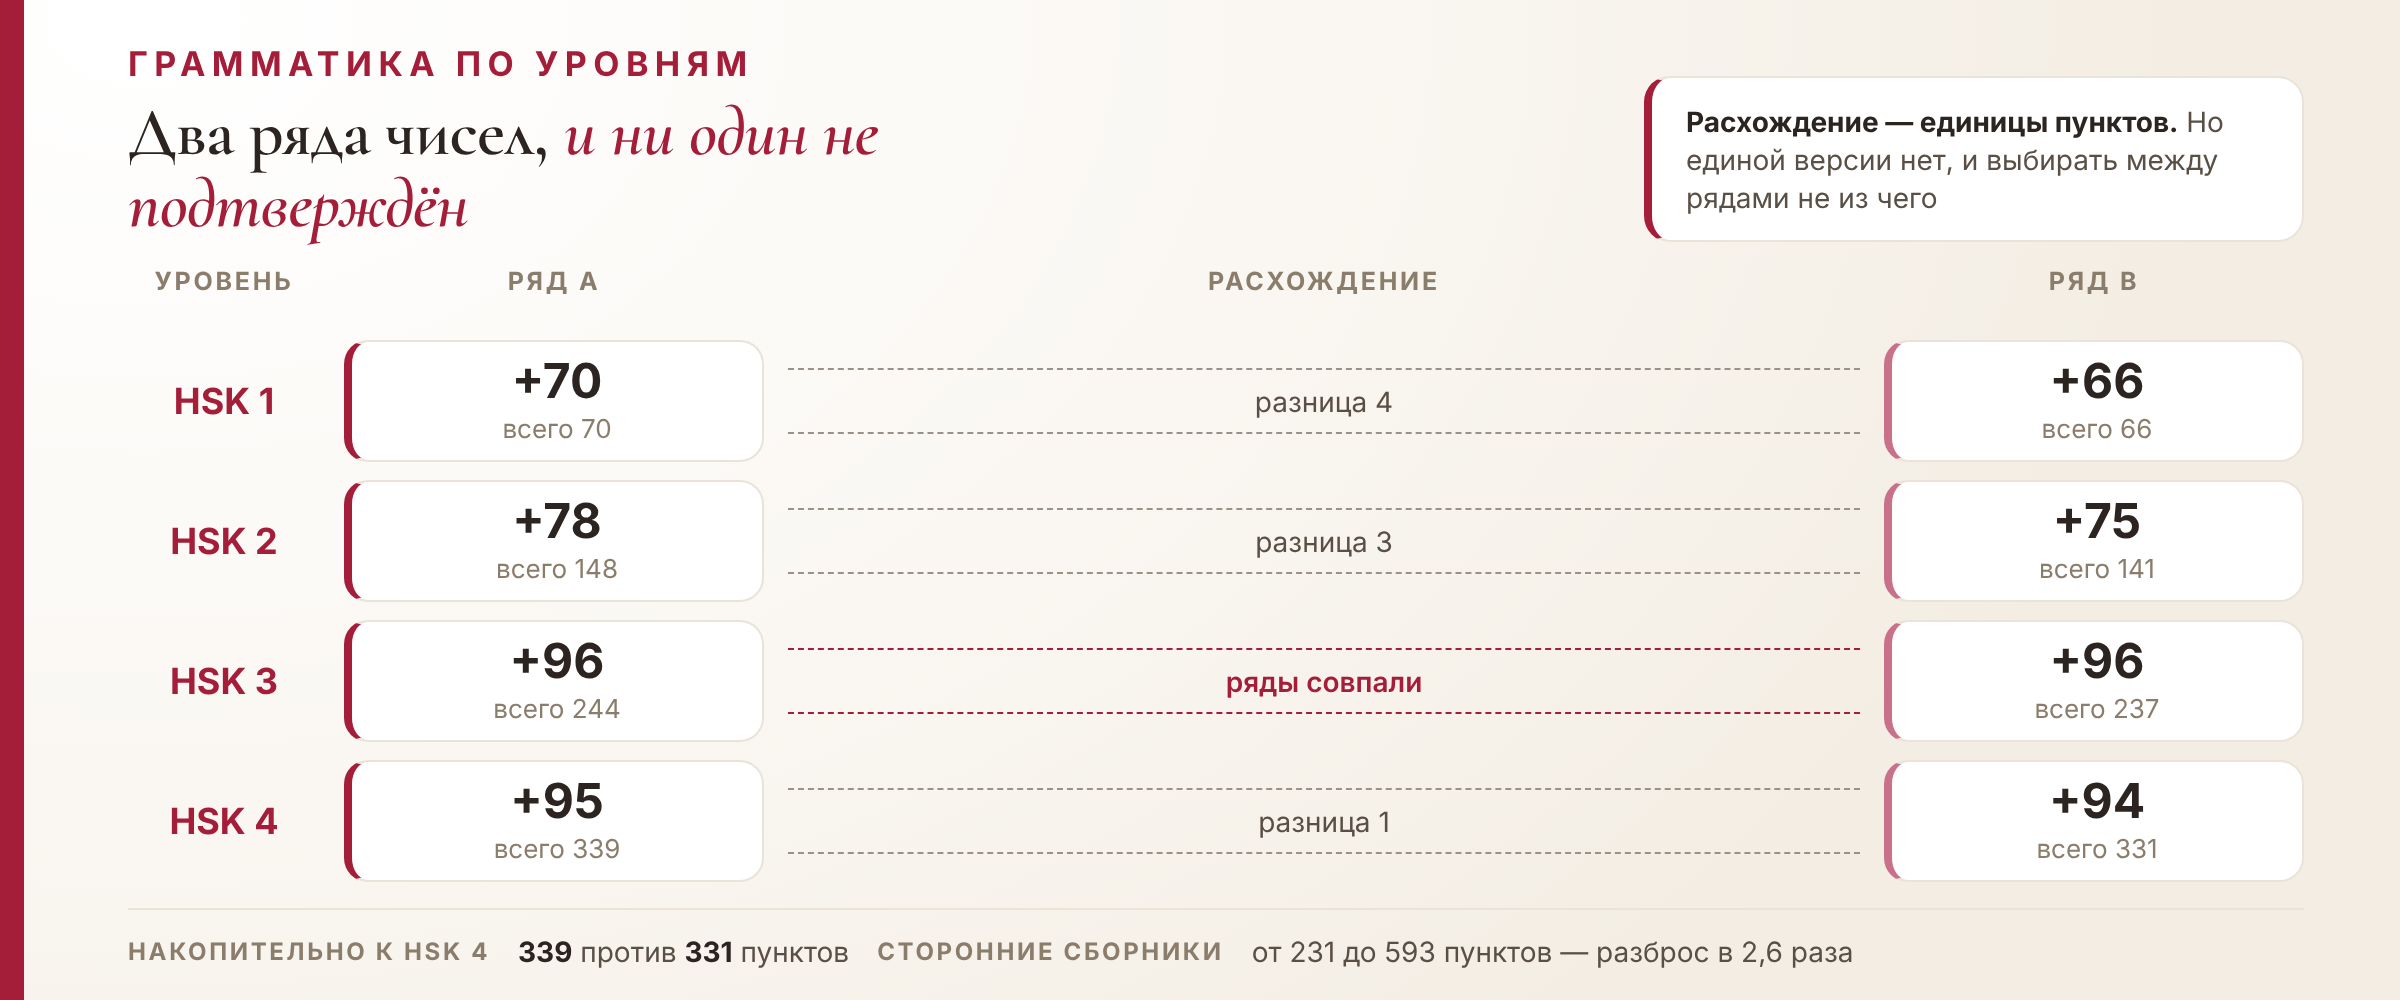 ГРАММАТИКА ПО УРОВНЯМ
Два ряда чисел, и ни один не
подтверждён
Расхождение — единицы пунктов. Но
единой версии нет, и выбирать между
рядами не из чего
УРОВЕНЬ РЯД А РАСХОЖДЕНИЕ РЯД В
HSK 1 +70 всего 70 разница 4 +66 всего 66
HSK 2 +78 всего 148 разница 3 +75 всего 141
HSK 3 +96 всего 244 ряды совпали +96 всего 237
HSK 4 +95 всего 339 разница 1 +94 всего 331
НАКОПИТЕЛЬНО К HSK 4 339 против 331 пунктов СТОРОННИЕ СБОРНИКИ от 231 до 593 пунктов — разброс в 2,6 раза